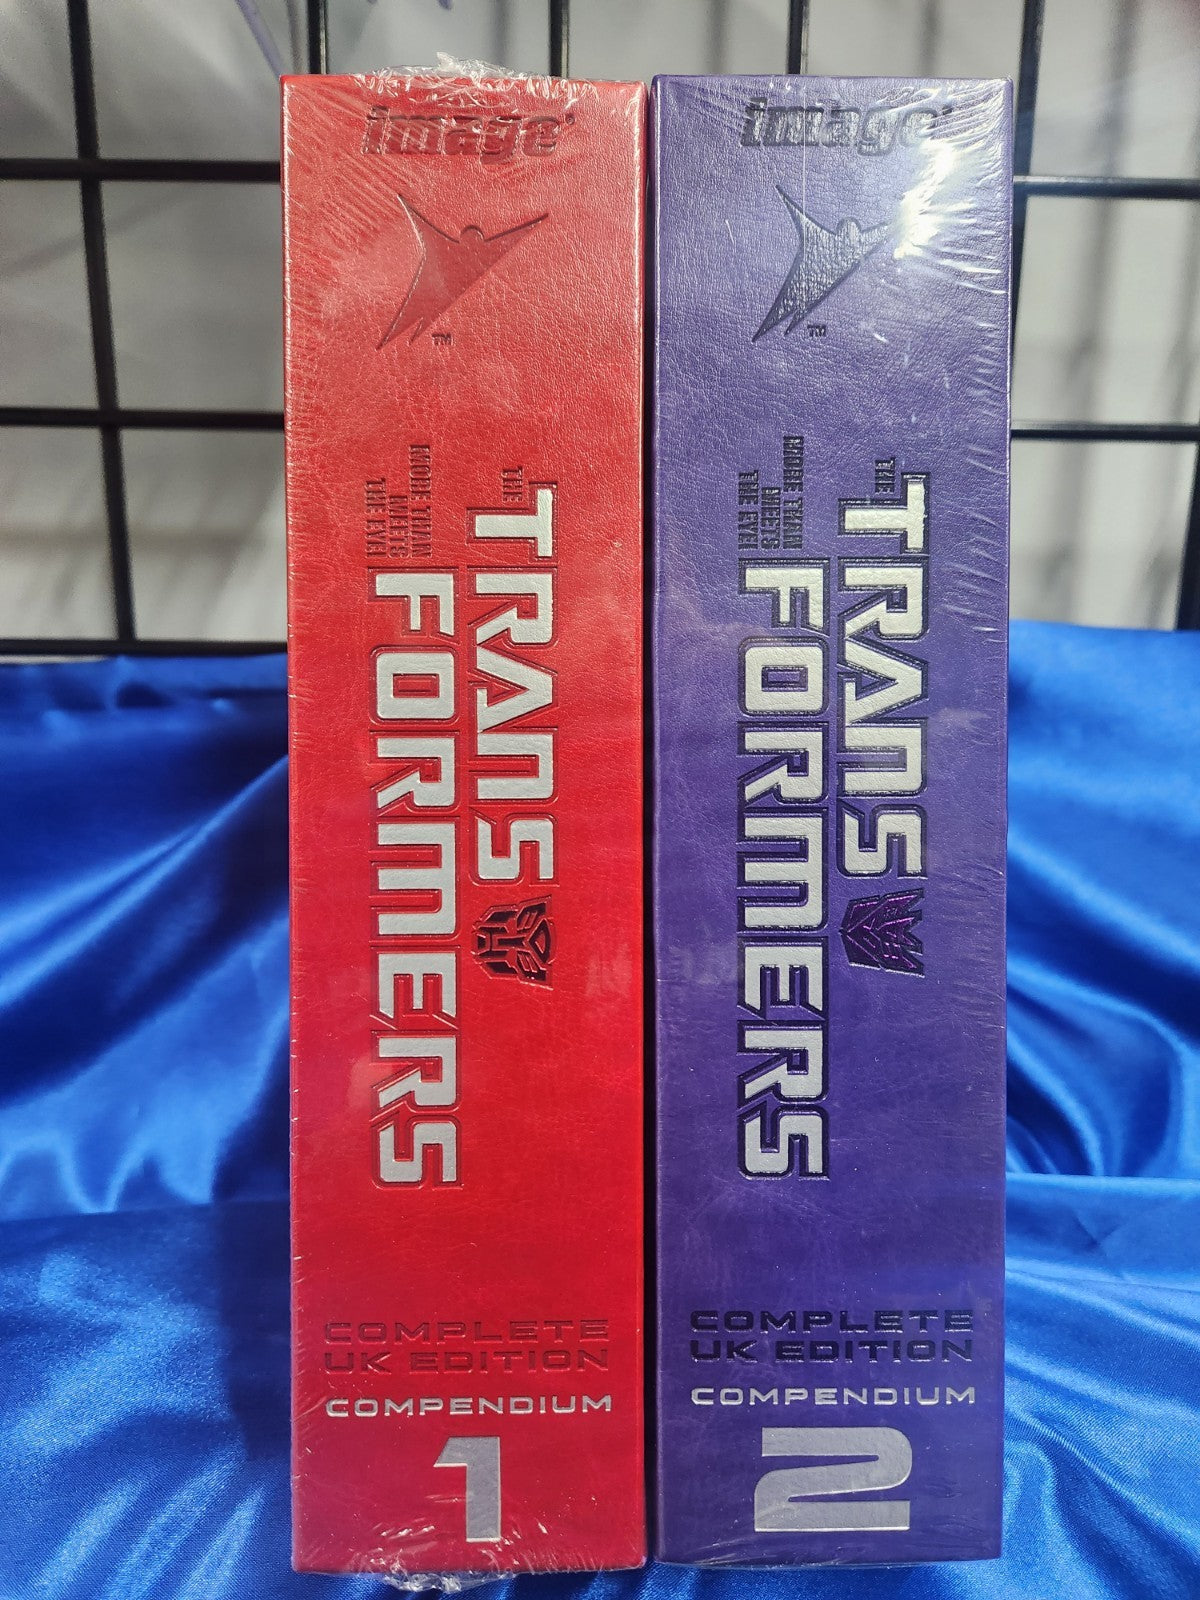 image
TM
THE
TRANS
FORMERS
MORE THAN
MEETS
THE EYE!
COMPLETE
UK EDITION
COMPENDIUM
1
image
TM
THE
TRANS
FORMERS
MORE THAN
MEETS
THE EYE!
COMPLETE
UK EDITION
COMPENDIUM
2